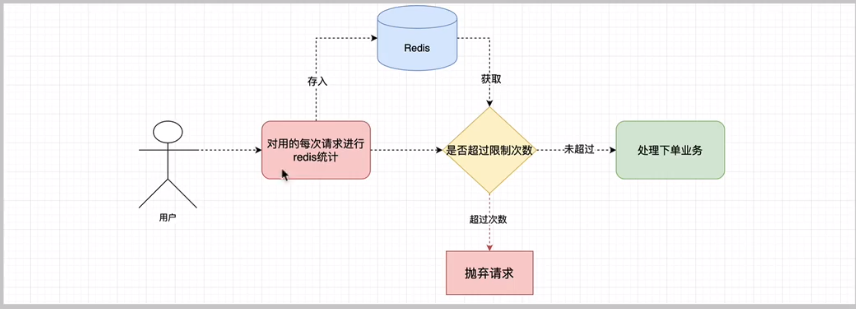 Redis
存入
获取
对用的每次请求进行
redis统计
是否超过限制次数
未超过
处理下单业务
用户
超过次数
抛弃请求